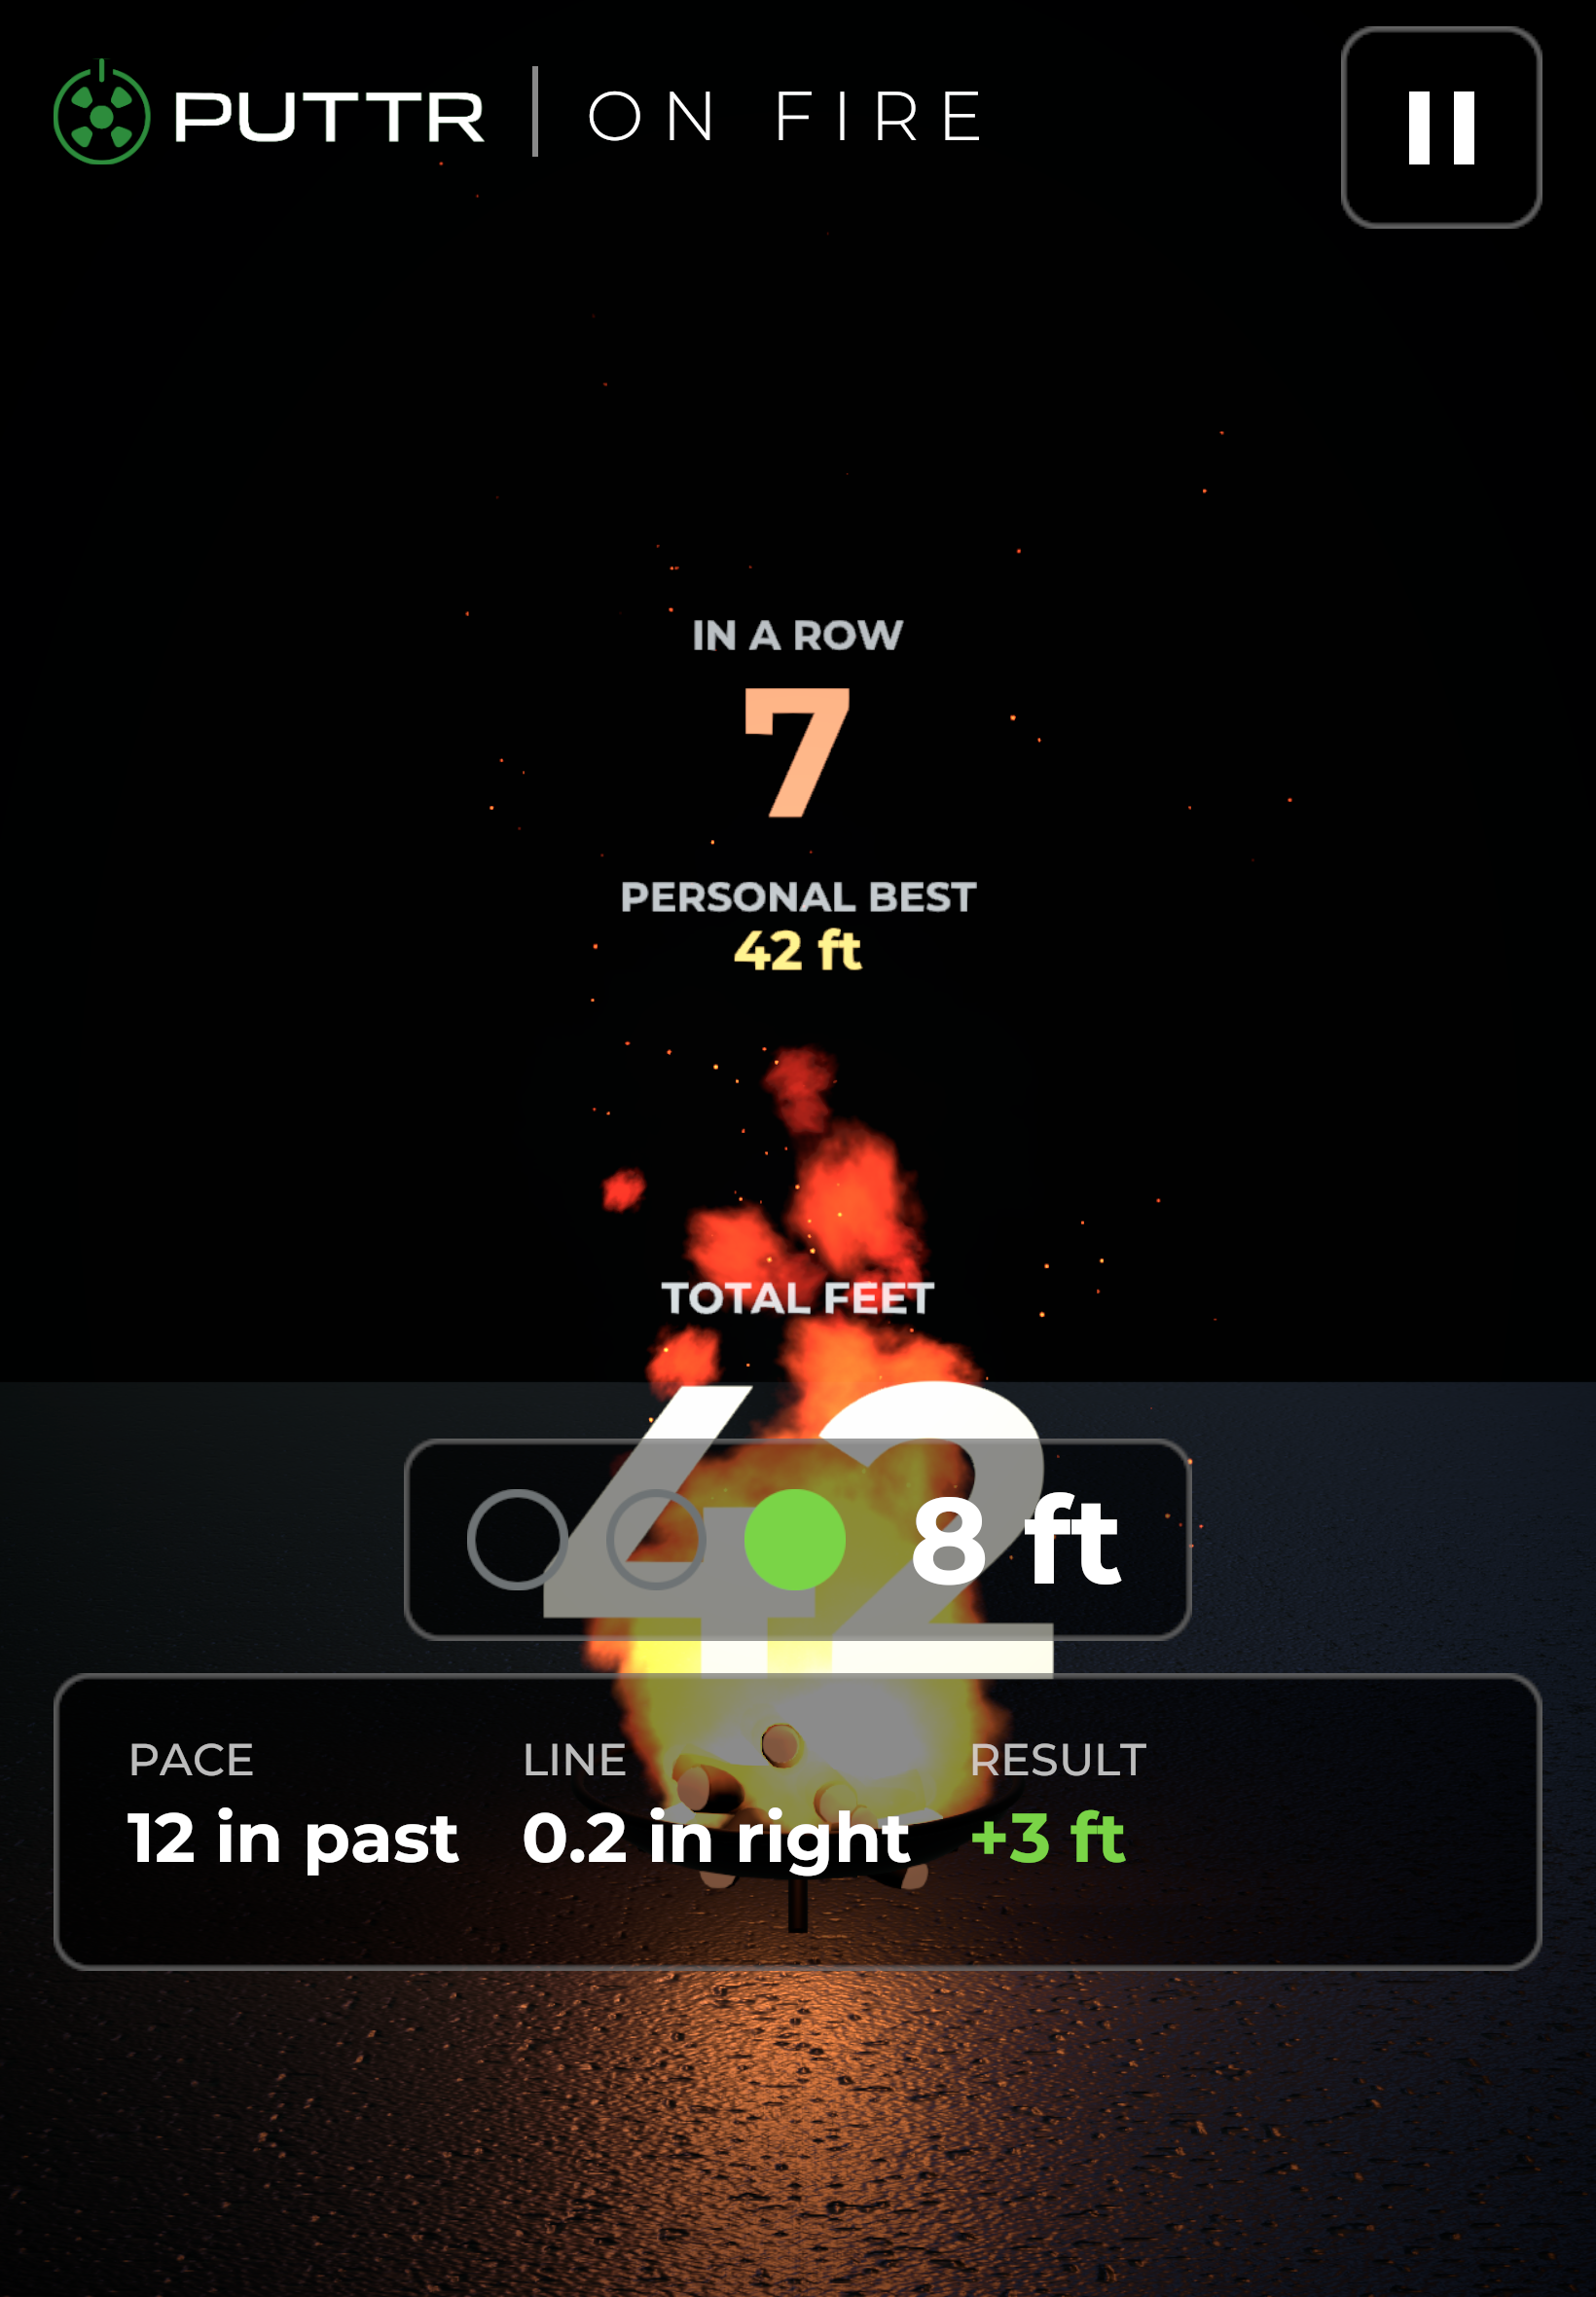 PUTTR | ON FIRE
IN A ROW
7
PERSONAL BEST
42 ft
TOTAL FEET
42
8 ft
PACE LINE RESULT
12 in past 0.2 in right +3 ft